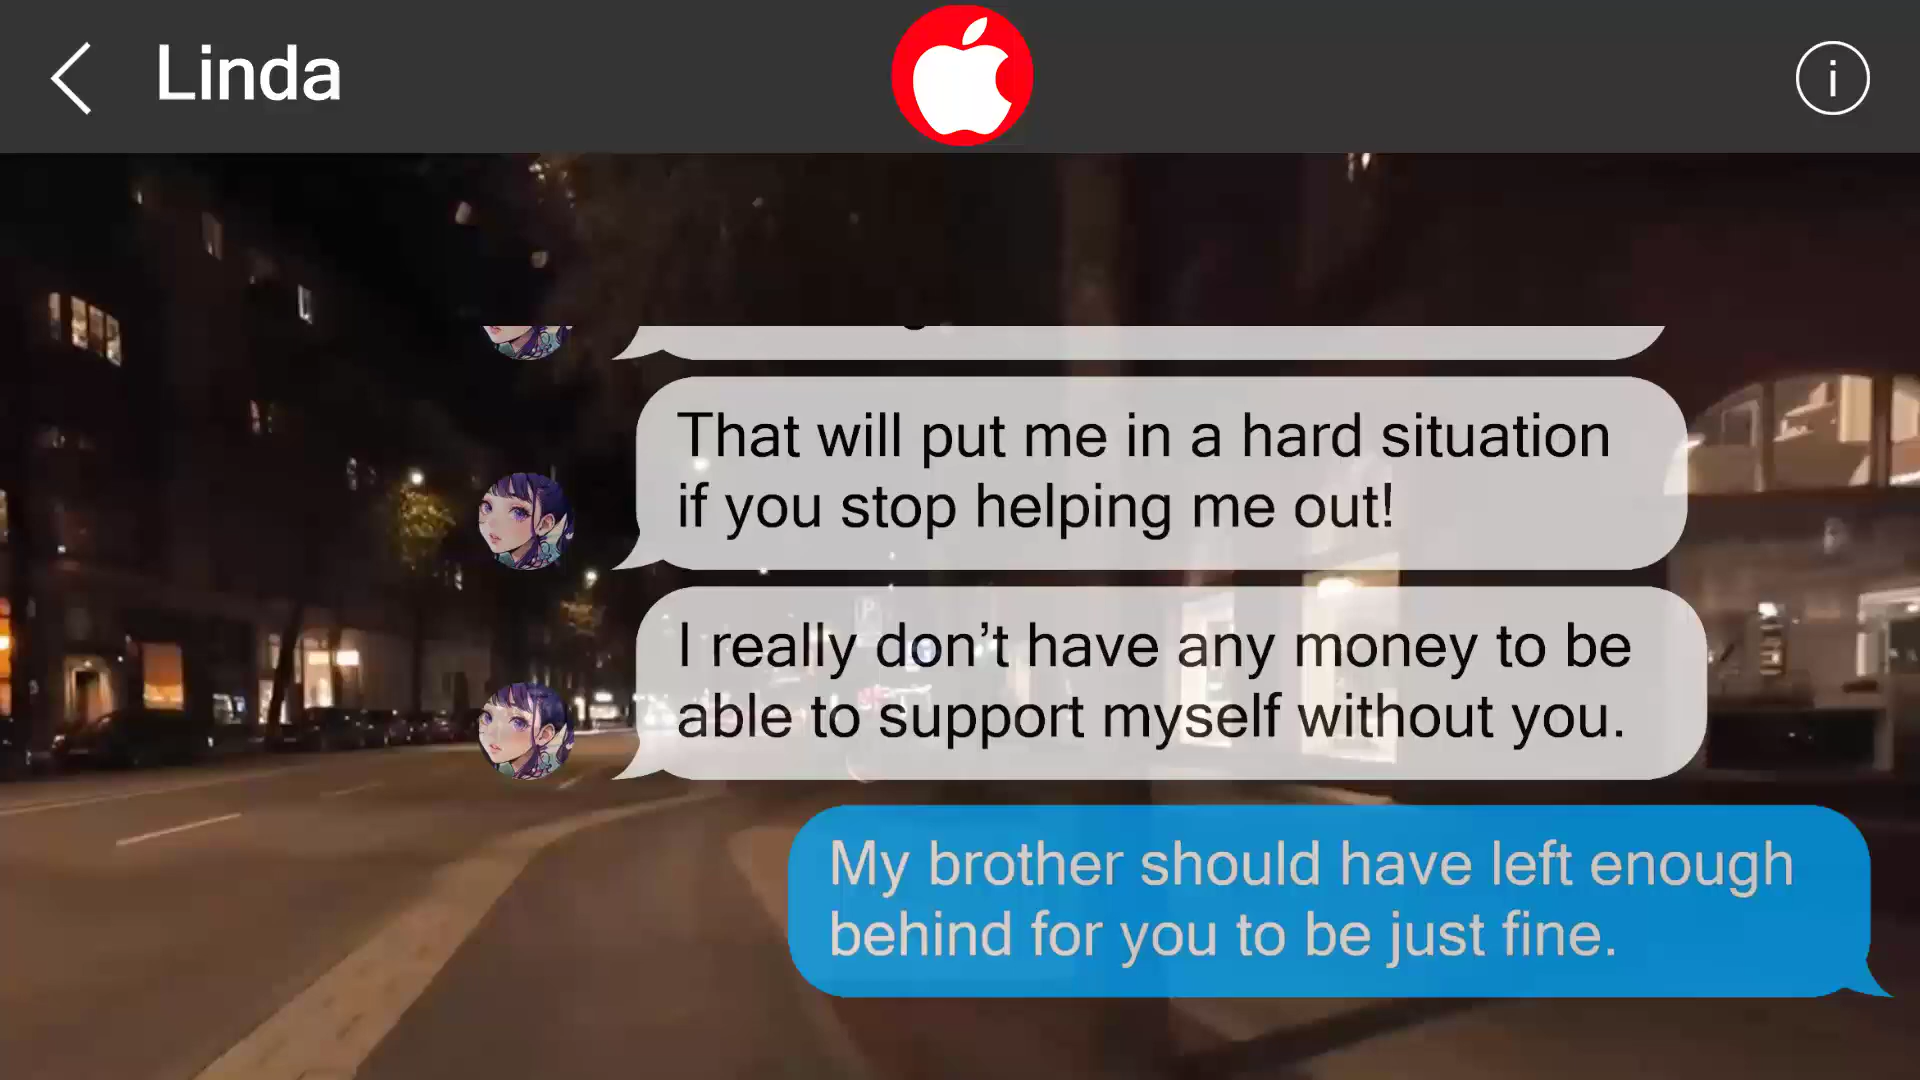 Linda
That will put me in a hard situation
if you stop helping me out!
I really don’t have any money to be
able to support myself without you.
My brother should have left enough
behind for you to be just fine.